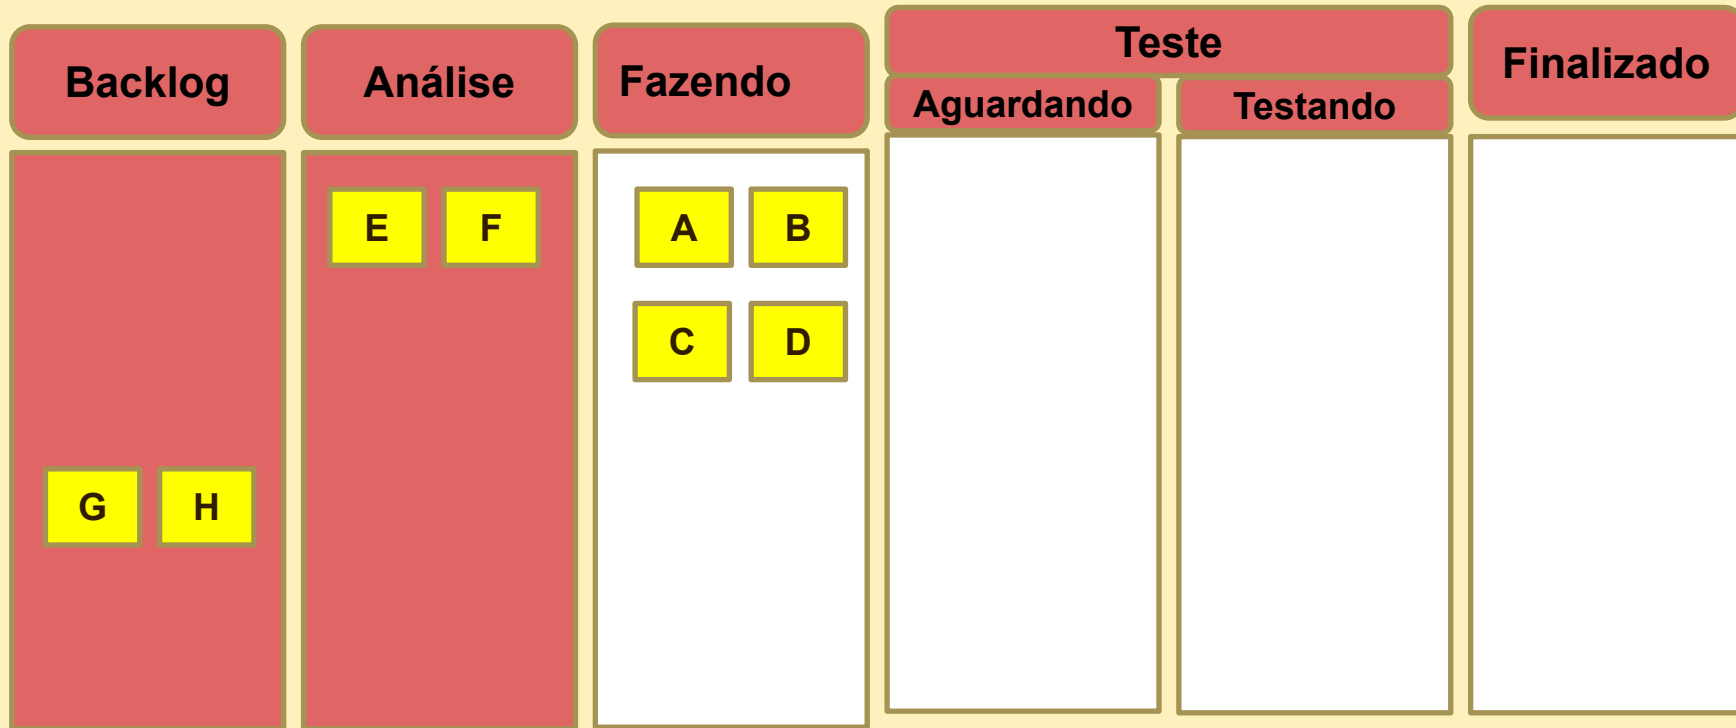 Backlog
Análise
Fazendo
Teste
Aguardando
Testando
Finalizado
E F
A B
C D
G H